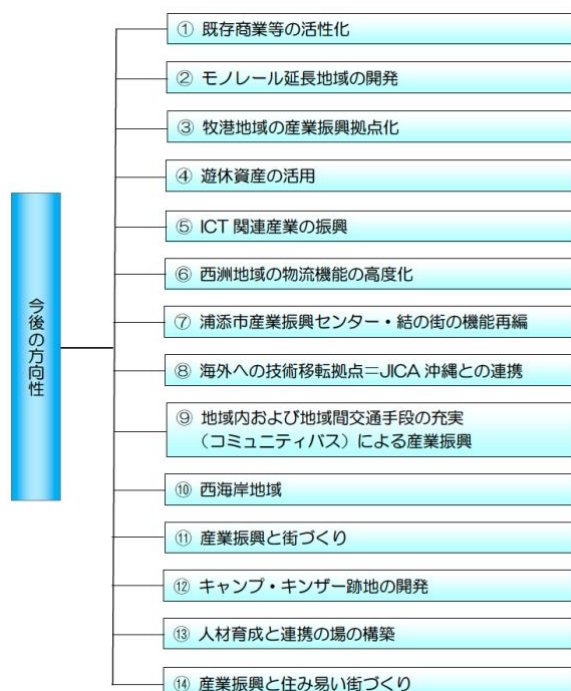 今後の方向性
① 既存商業等の活性化
② モノレール延長地域の開発
③ 牧港地域の産業振興拠点化
④ 遊休資産の活用
⑤ ICT 関連産業の振興
⑥ 西洲地域の物流機能の高度化
⑦ 浦添市産業振興センター・結の街の機能再編
⑧ 海外への技術移転拠点=JICA 沖縄との連携
⑨ 地域内および地域間交通手段の充実
（コミュニティバス）による産業振興
⑩ 西海岸地域
⑪ 産業振興と街づくり
⑫ キャンプ・キンザー跡地の開発
⑬ 人材育成と連携の場の構築
⑭ 産業振興と住み易い街づくり